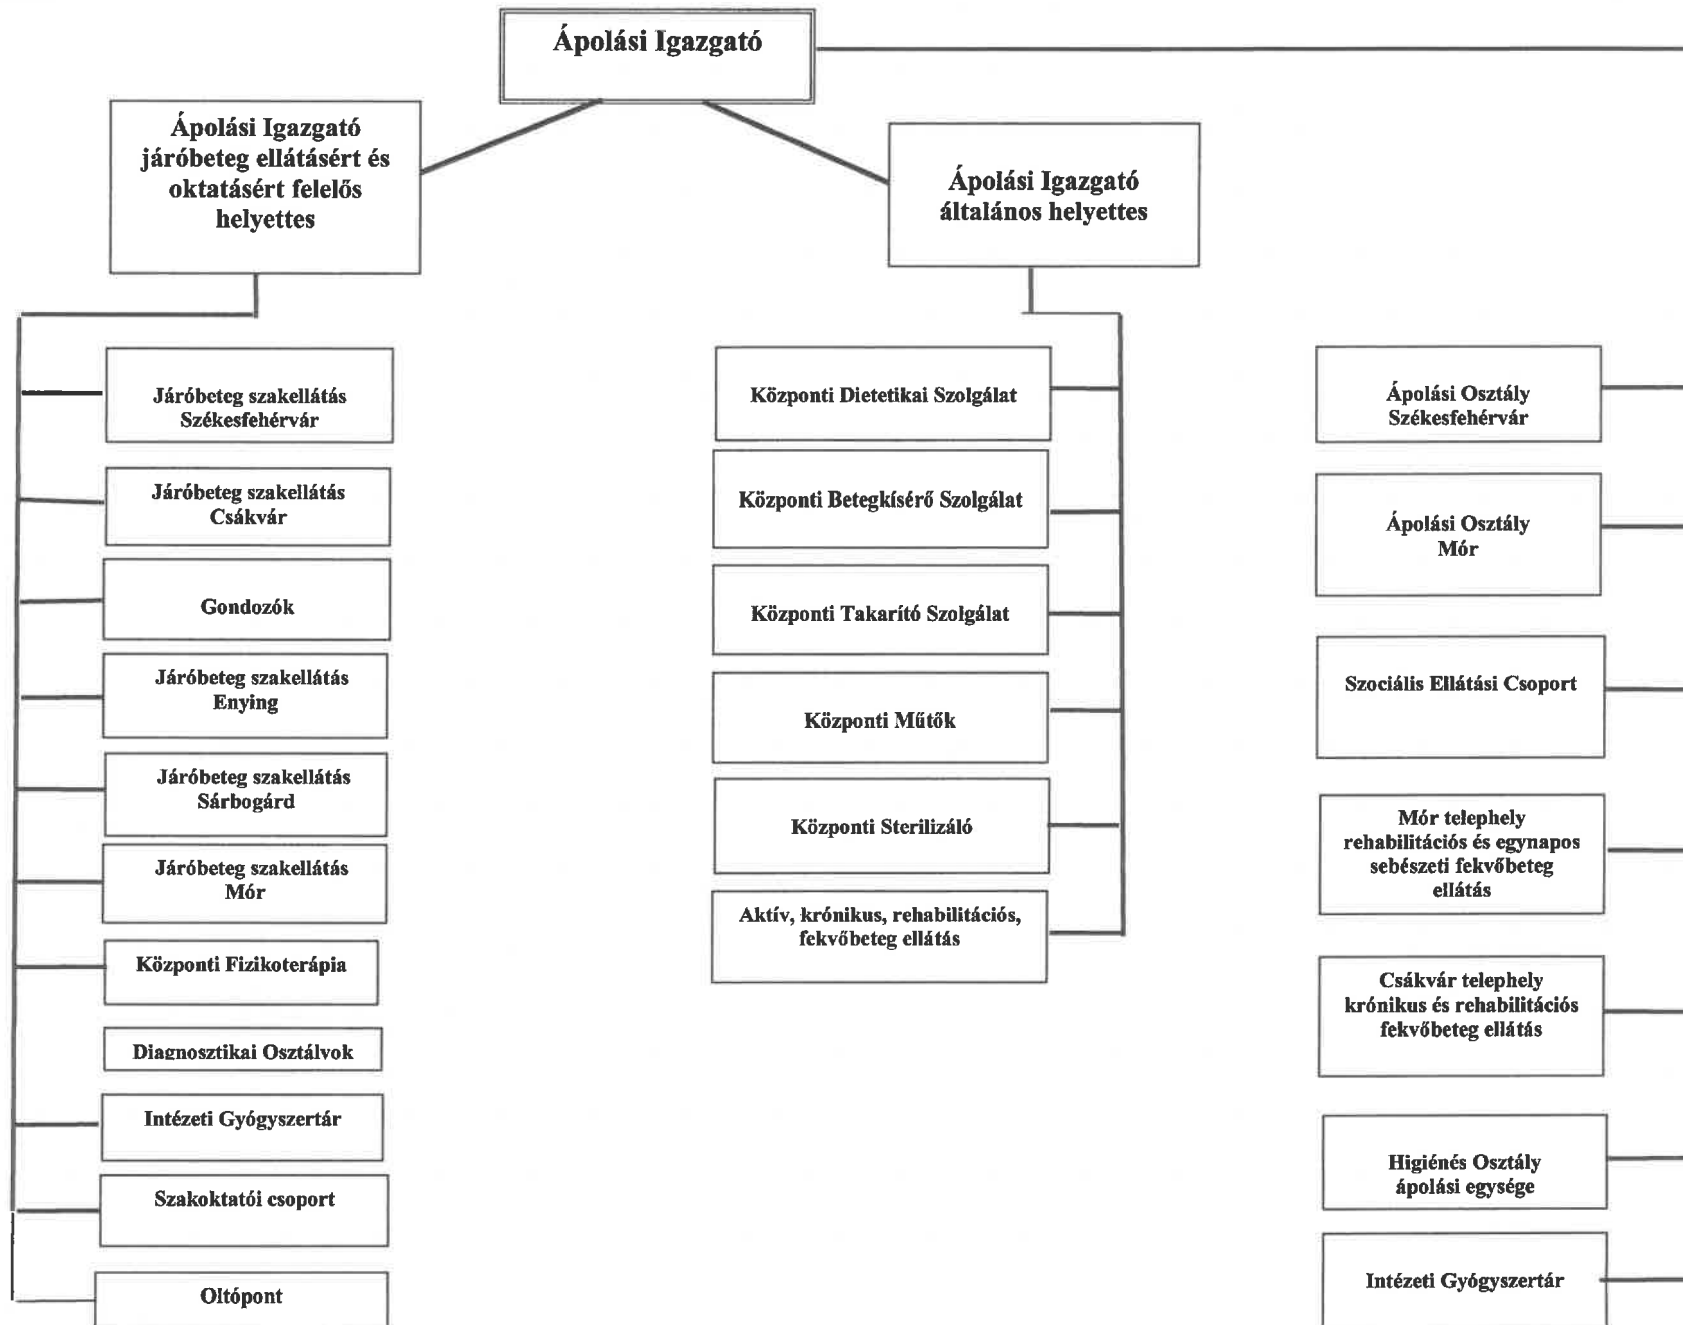 Ápolási Igazgató
Ápolási Igazgató
járóbeteg ellátásért és
oktatásért felelős
helyettes
Ápolási Igazgató
általános helyettes
Járóbeteg szakellátás
Székesfehérvár
Járóbeteg szakellátás
Csákvár
Gondozók
Járóbeteg szakellátás
Enying
Járóbeteg szakellátás
Sárbogárd
Járóbeteg szakellátás
Mór
Központi Fizikoterápia
Diagnosztikai Osztályok
Intézeti Gyógyszertár
Szakoktatói csoport
Oltópont
Központi Dietetikai Szolgálat
Központi Betegkísérő Szolgálat
Központi Takarító Szolgálat
Központi Műtők
Központi Sterilizáló
Aktív, krónikus, rehabilitációs,
fekvőbeteg ellátás
Ápolási Osztály
Székesfehérvár
Ápolási Osztály
Mór
Szociális Ellátási Csoport
Mór telephely
rehabilitációs és egynapos
sebészeti fekvőbeteg
ellátás
Csákvár telephely
krónikus és rehabilitációs
fekvőbeteg ellátás
Higiénés Osztály
ápolási egysége
Intézeti Gyógyszertár